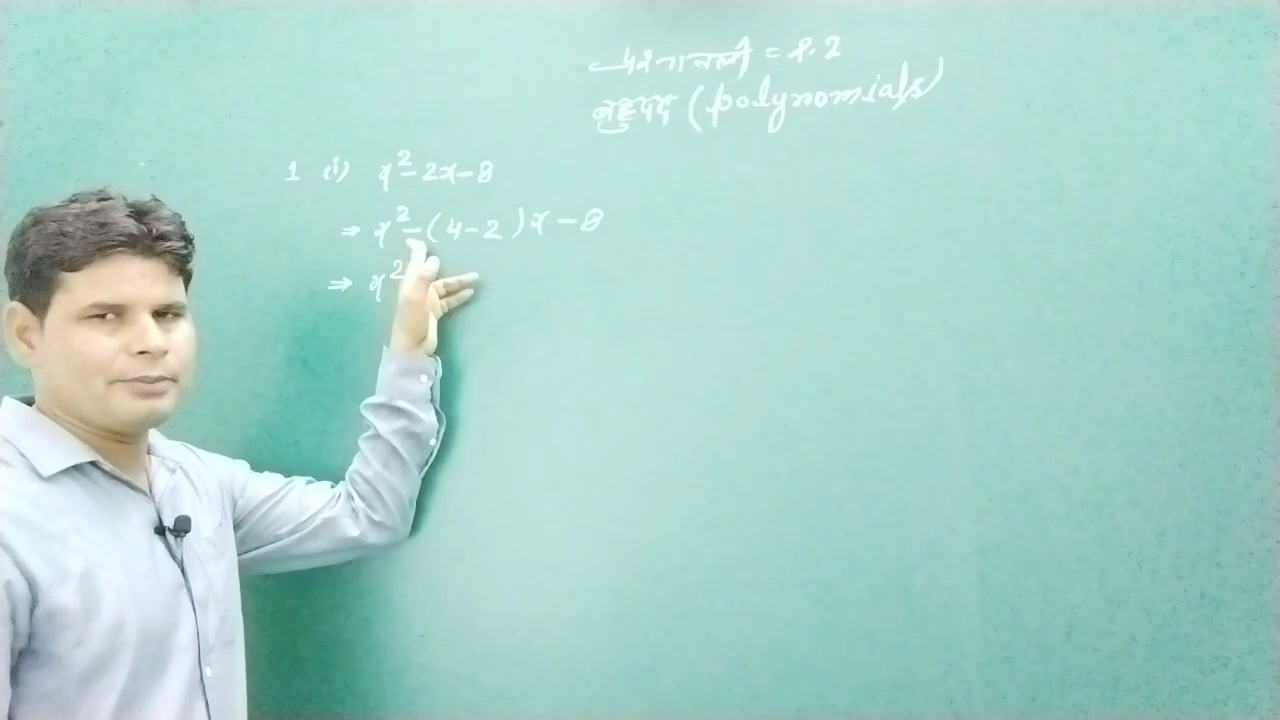 प्रश्नावली = 2.2
बहुपद (polynomials)
1 (i) x² - 2x - 8
⇒ x² - (4 - 2)x - 8
⇒ x²